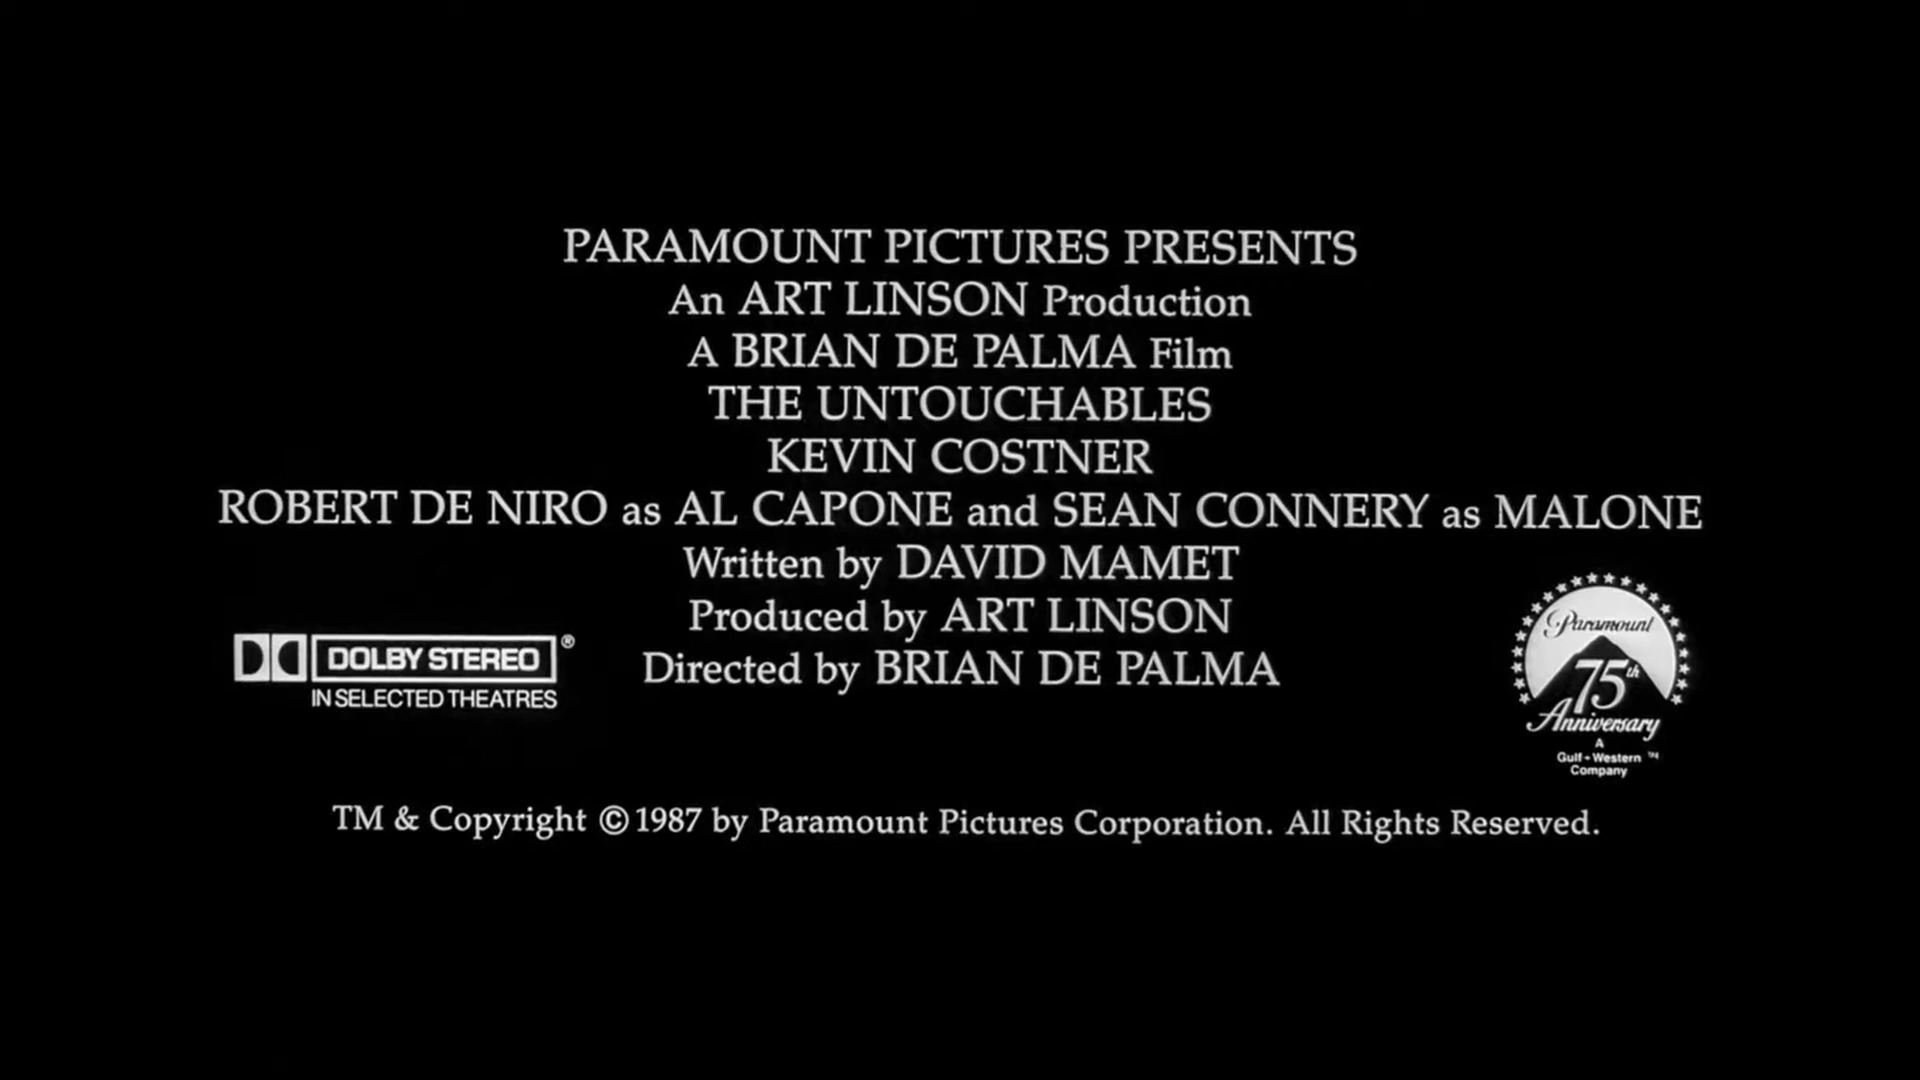 PARAMOUNT PICTURES PRESENTS
An ART LINSON Production
A BRIAN DE PALMA Film
THE UNTOUCHABLES
KEVIN COSTNER
ROBERT DE NIRO as AL CAPONE and SEAN CONNERY as MALONE
Written by DAVID MAMET
Produced by ART LINSON
Directed by BRIAN DE PALMA
DOLBY STEREO ®
IN SELECTED THEATRES
Paramount
75th
Anniversary
A
Gulf+Western ™
Company
TM & Copyright © 1987 by Paramount Pictures Corporation. All Rights Reserved.